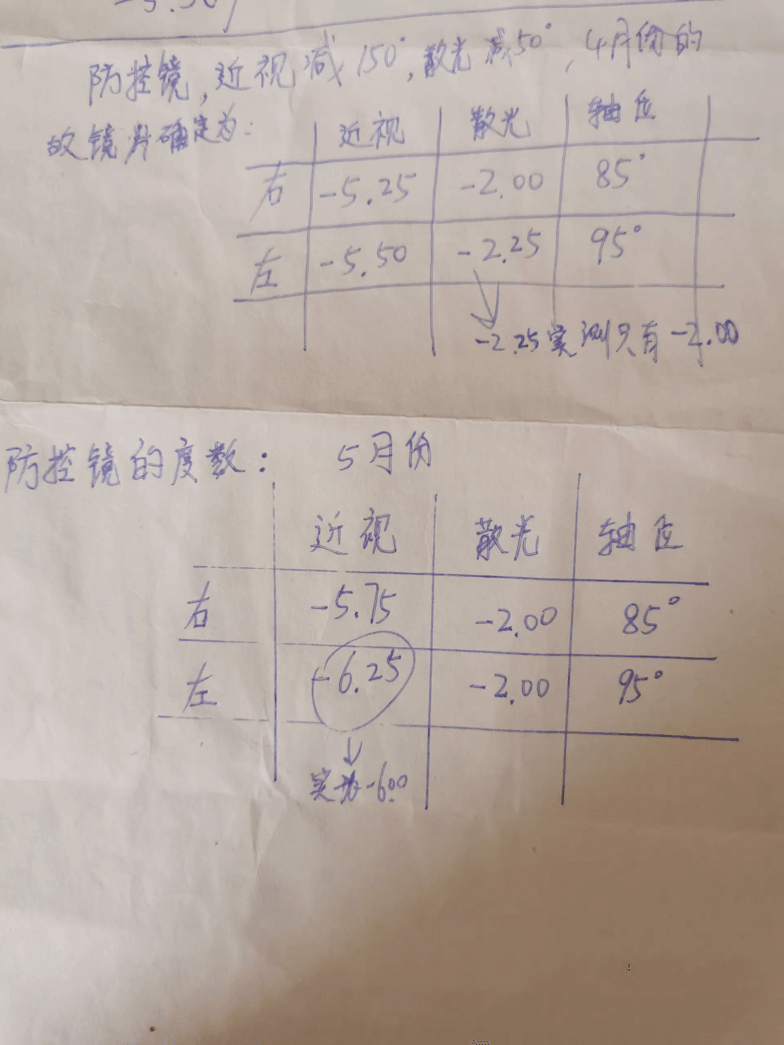 防控镜,近视减150°,散光减50°,4月份的
故镜片确定为:
近视 散光 轴位
右 -5.25 -2.00 85°
左 -5.50 -2.25 95°
-2.25实测只有-2.00
防控镜的度数: 5月份
近视 散光 轴位
右 -5.75 -2.00 85°
左 -6.25 -2.00 95°
实为-6.00